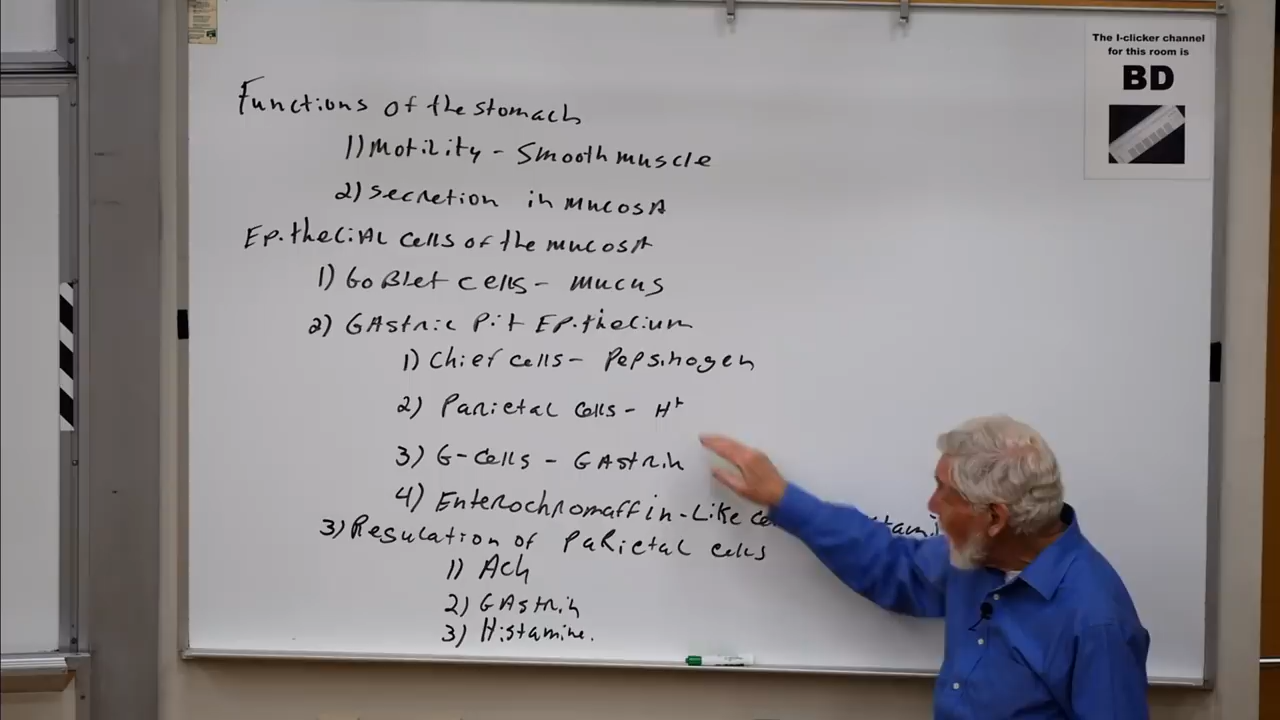 The I-clicker channel
for this room is
BD
Functions of the stomach
1) Motility - Smooth muscle
2) secretion in mucosA
Epithelial cells of the mucosA
1) Goblet cells - mucus
2) GAstric Pit Epithelium
1) Chief cells - Pepsinogen
2) Parietal cells - H+
3) G-cells - GAstrin
4) Enterochromaffin-Like
3) Regulation of Parietal cells
1) Ach
2) GAstrin
3) Histamine.